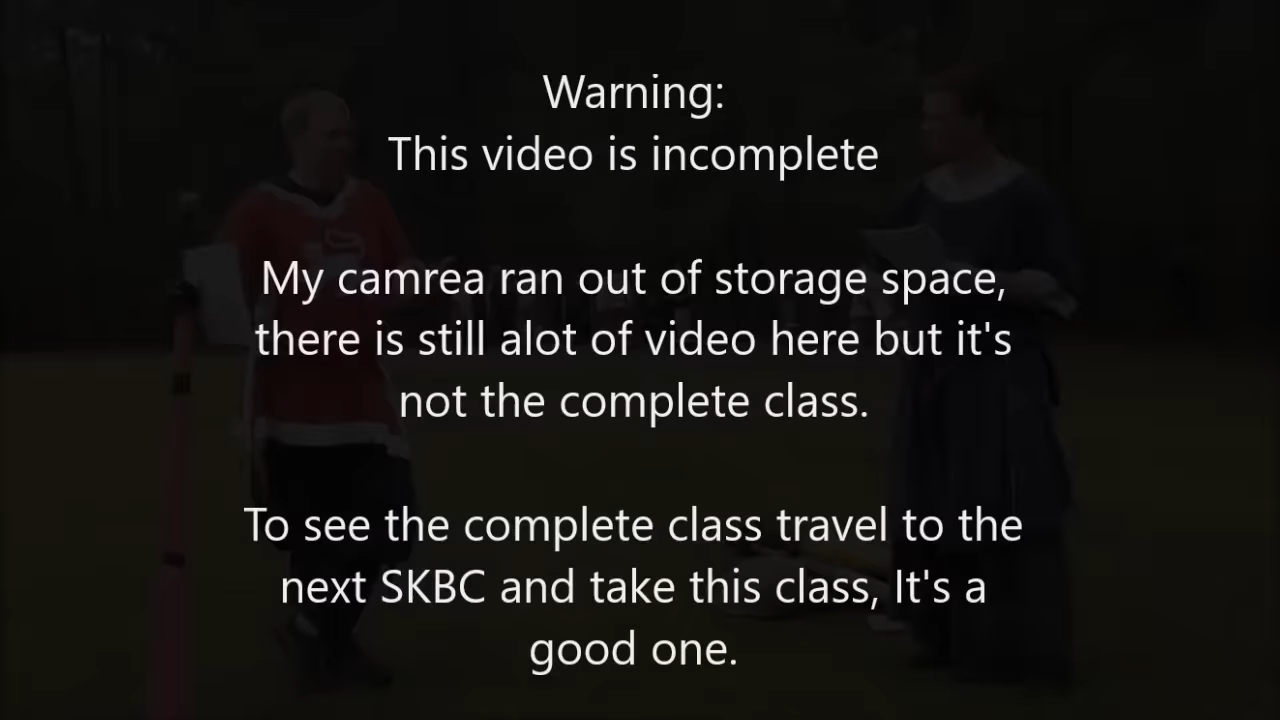 Warning:
This video is incomplete
My camrea ran out of storage space,
there is still alot of video here but it's
not the complete class.
To see the complete class travel to the
next SKBC and take this class, It's a
good one.